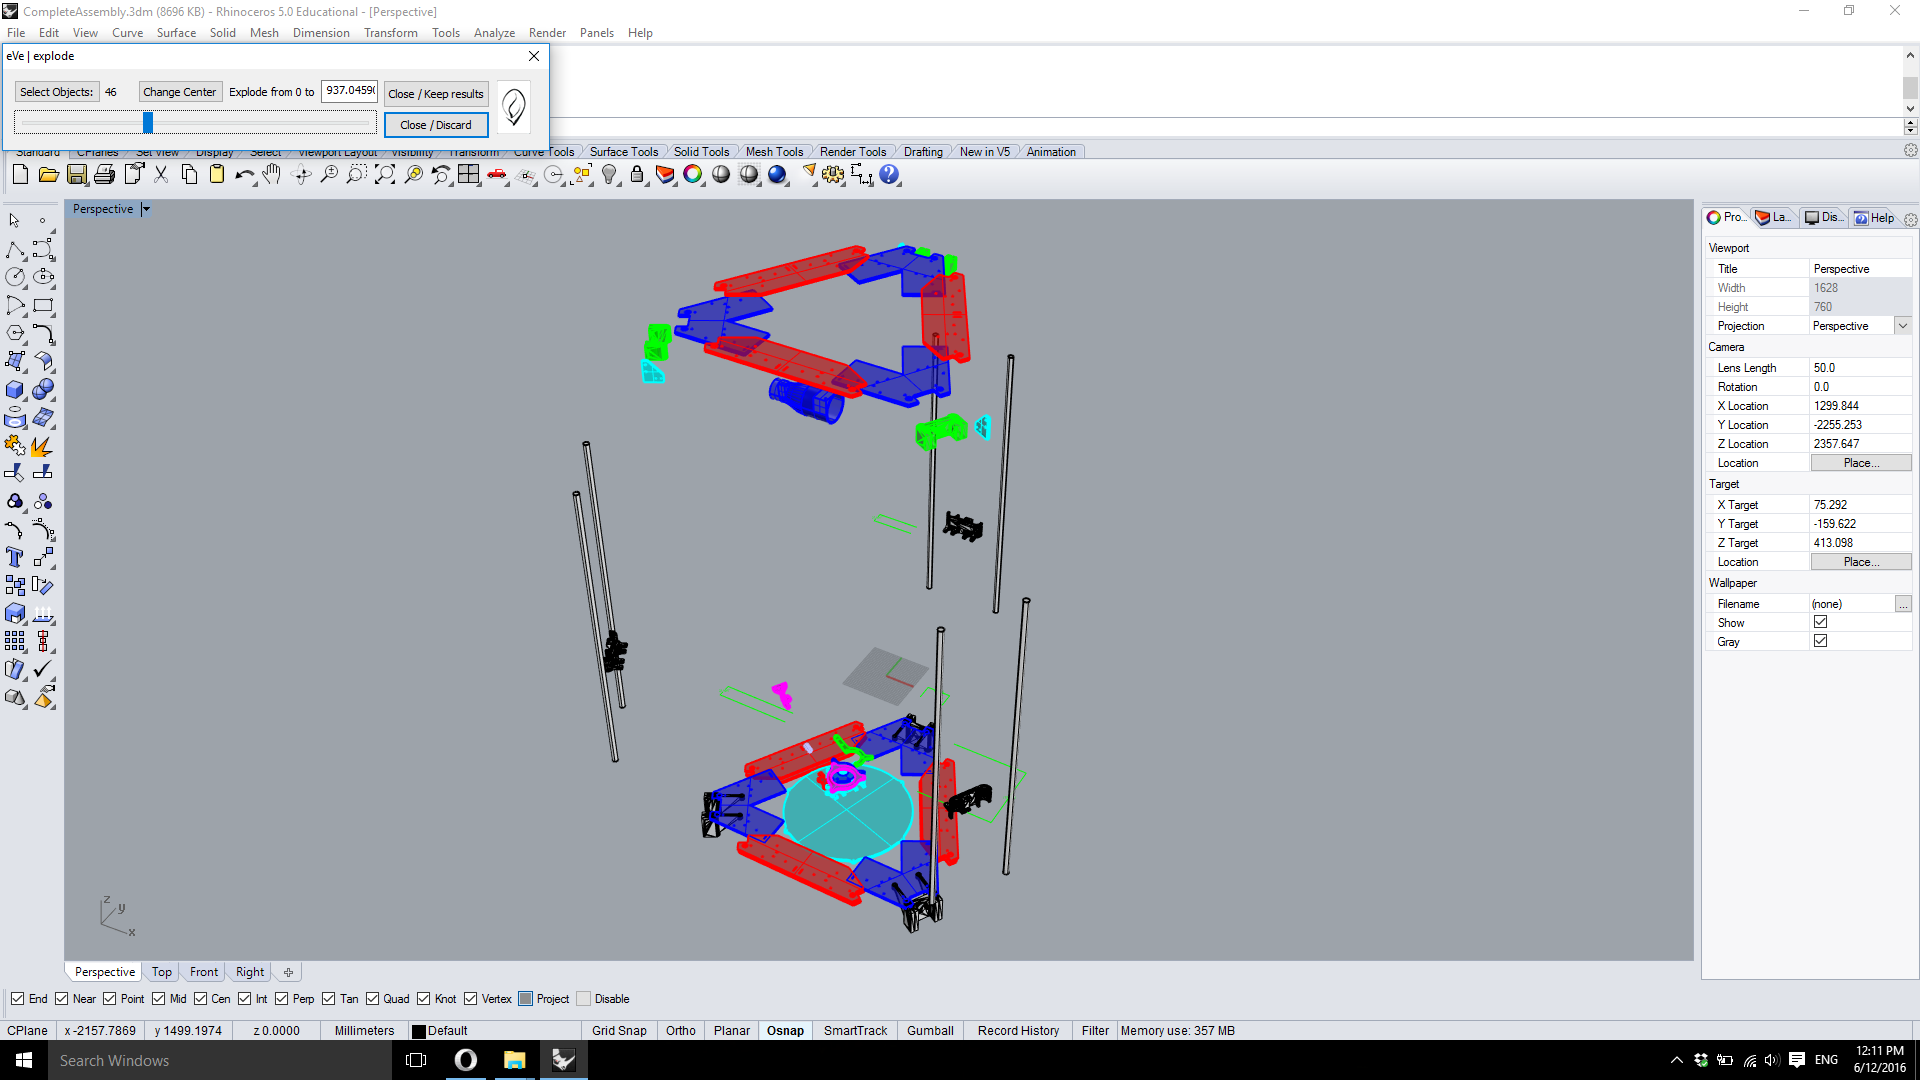 CompleteAssembly.3dm (8696 KB) - Rhinoceros 5.0 Educational - [Perspective]
File Edit View Curve Surface Solid Mesh Dimension Transform Tools Analyze Render Panels Help
eVe | explode
Select Objects: 46 Change Center Explode from 0 to 937.0459 Close / Keep results
Close / Discard
Standard CPlanes Set View Display Select Viewport Layout Visibility Transform Curve Tools Surface Tools Solid Tools Mesh Tools Render Tools Drafting New in V5 Animation
Perspective
Pro... La... Dis... Help
Viewport
Title Perspective
Width 1628
Height 760
Projection Perspective
Camera
Lens Length 50.0
Rotation 0.0
X Location 1299.844
Y Location -2255.253
Z Location 2357.647
Location Place...
Target
X Target 75.292
Y Target -159.622
Z Target 413.098
Location Place...
Wallpaper
Filename (none) ...
Show
Gray
z
y
x
Perspective Top Front Right
End Near Point Mid Cen Int Perp Tan Quad Knot Vertex Project Disable
CPlane x -2157.7869 y 1499.1974 z 0.0000 Millimeters Default Grid Snap Ortho Planar Osnap SmartTrack Gumball Record History Filter Memory use: 357 MB
Search Windows
ENG
12:11 PM
6/12/2016